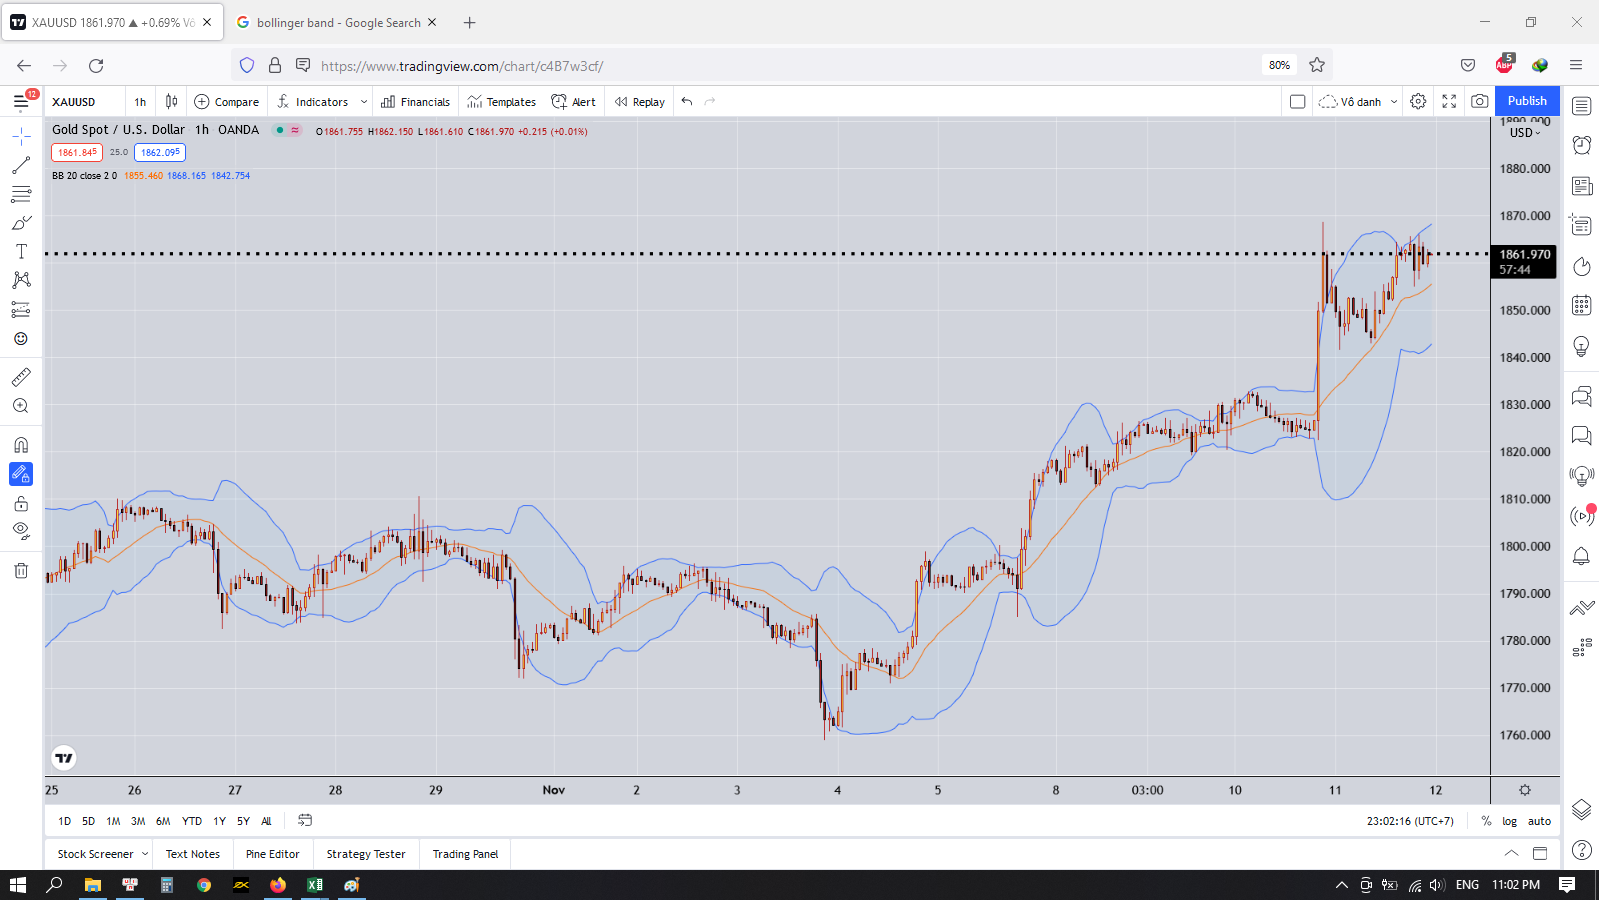 XAUUSD 1861.970 ▲ +0.69% Vô
bollinger band - Google Search
https://www.tradingview.com/chart/c4B7w3cf/
80%
5
12
XAUUSD 1h Compare Indicators Financials Templates Alert Replay Vô danh Publish
Gold Spot / U.S. Dollar 1h OANDA O1861.755 H1862.150 L1861.610 C1861.970 +0.215 (+0.01%)
1861.845 25.0 1862.095
BB 20 close 2 0 1855.460 1868.165 1842.754
1890.000
USD
1880.000
1870.000
1861.970
57:44
1850.000
1840.000
1830.000
1820.000
1810.000
1800.000
1790.000
1780.000
1770.000
1760.000
25 26 27 28 29 Nov 2 3 4 5 8 03:00 10 11 12
1D 5D 1M 3M 6M YTD 1Y 5Y All 23:02:16 (UTC+7) % log auto
Stock Screener Text Notes Pine Editor Strategy Tester Trading Panel
ENG 11:02 PM